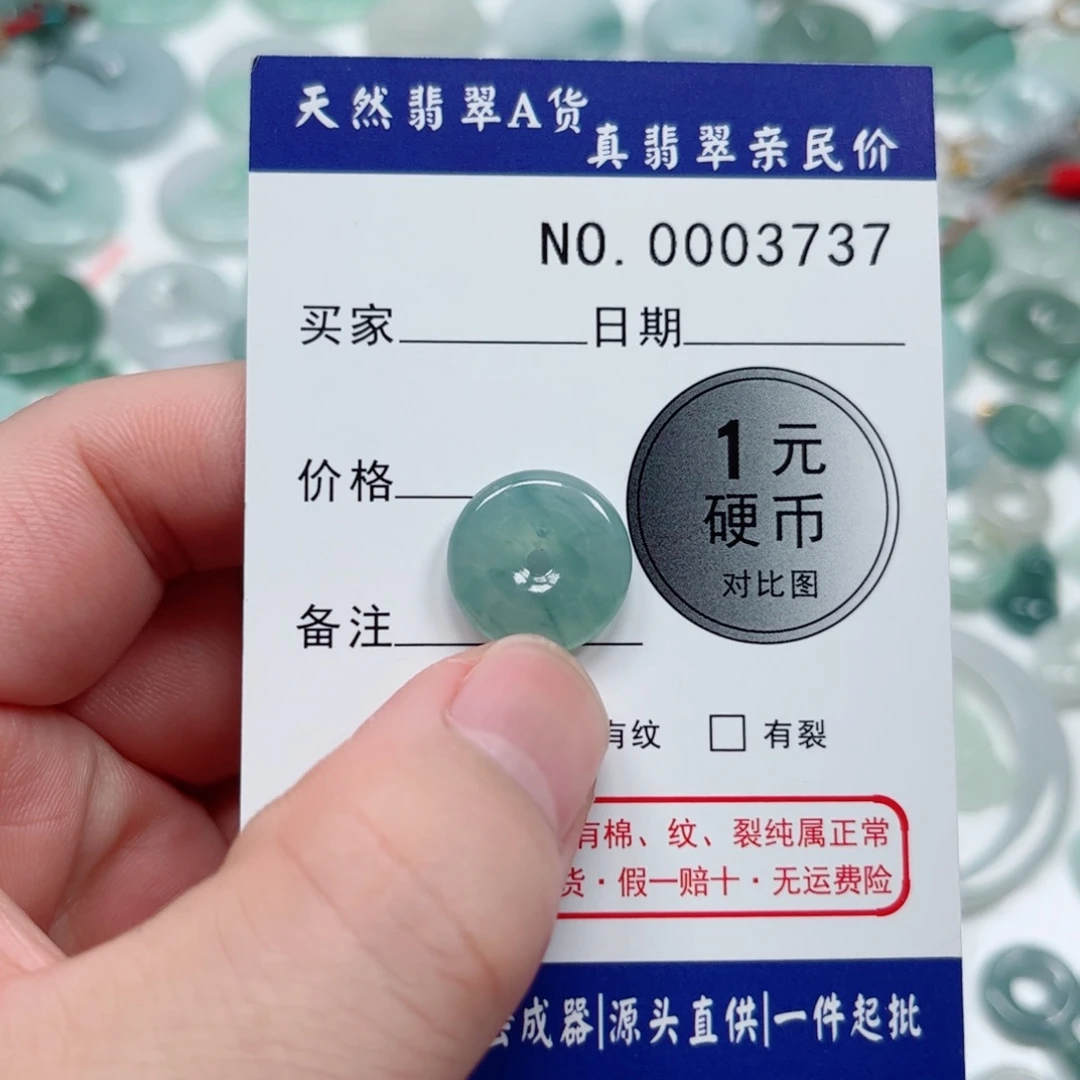 天然翡翠A货
真翡翠亲民价
NO. 0003737
买家 日期
1元
硬币
对比图
价格
备注
有纹 有裂
有棉、纹、裂纯属正常
货·假一赔十·无运费险
成器|源头直供|一件起批